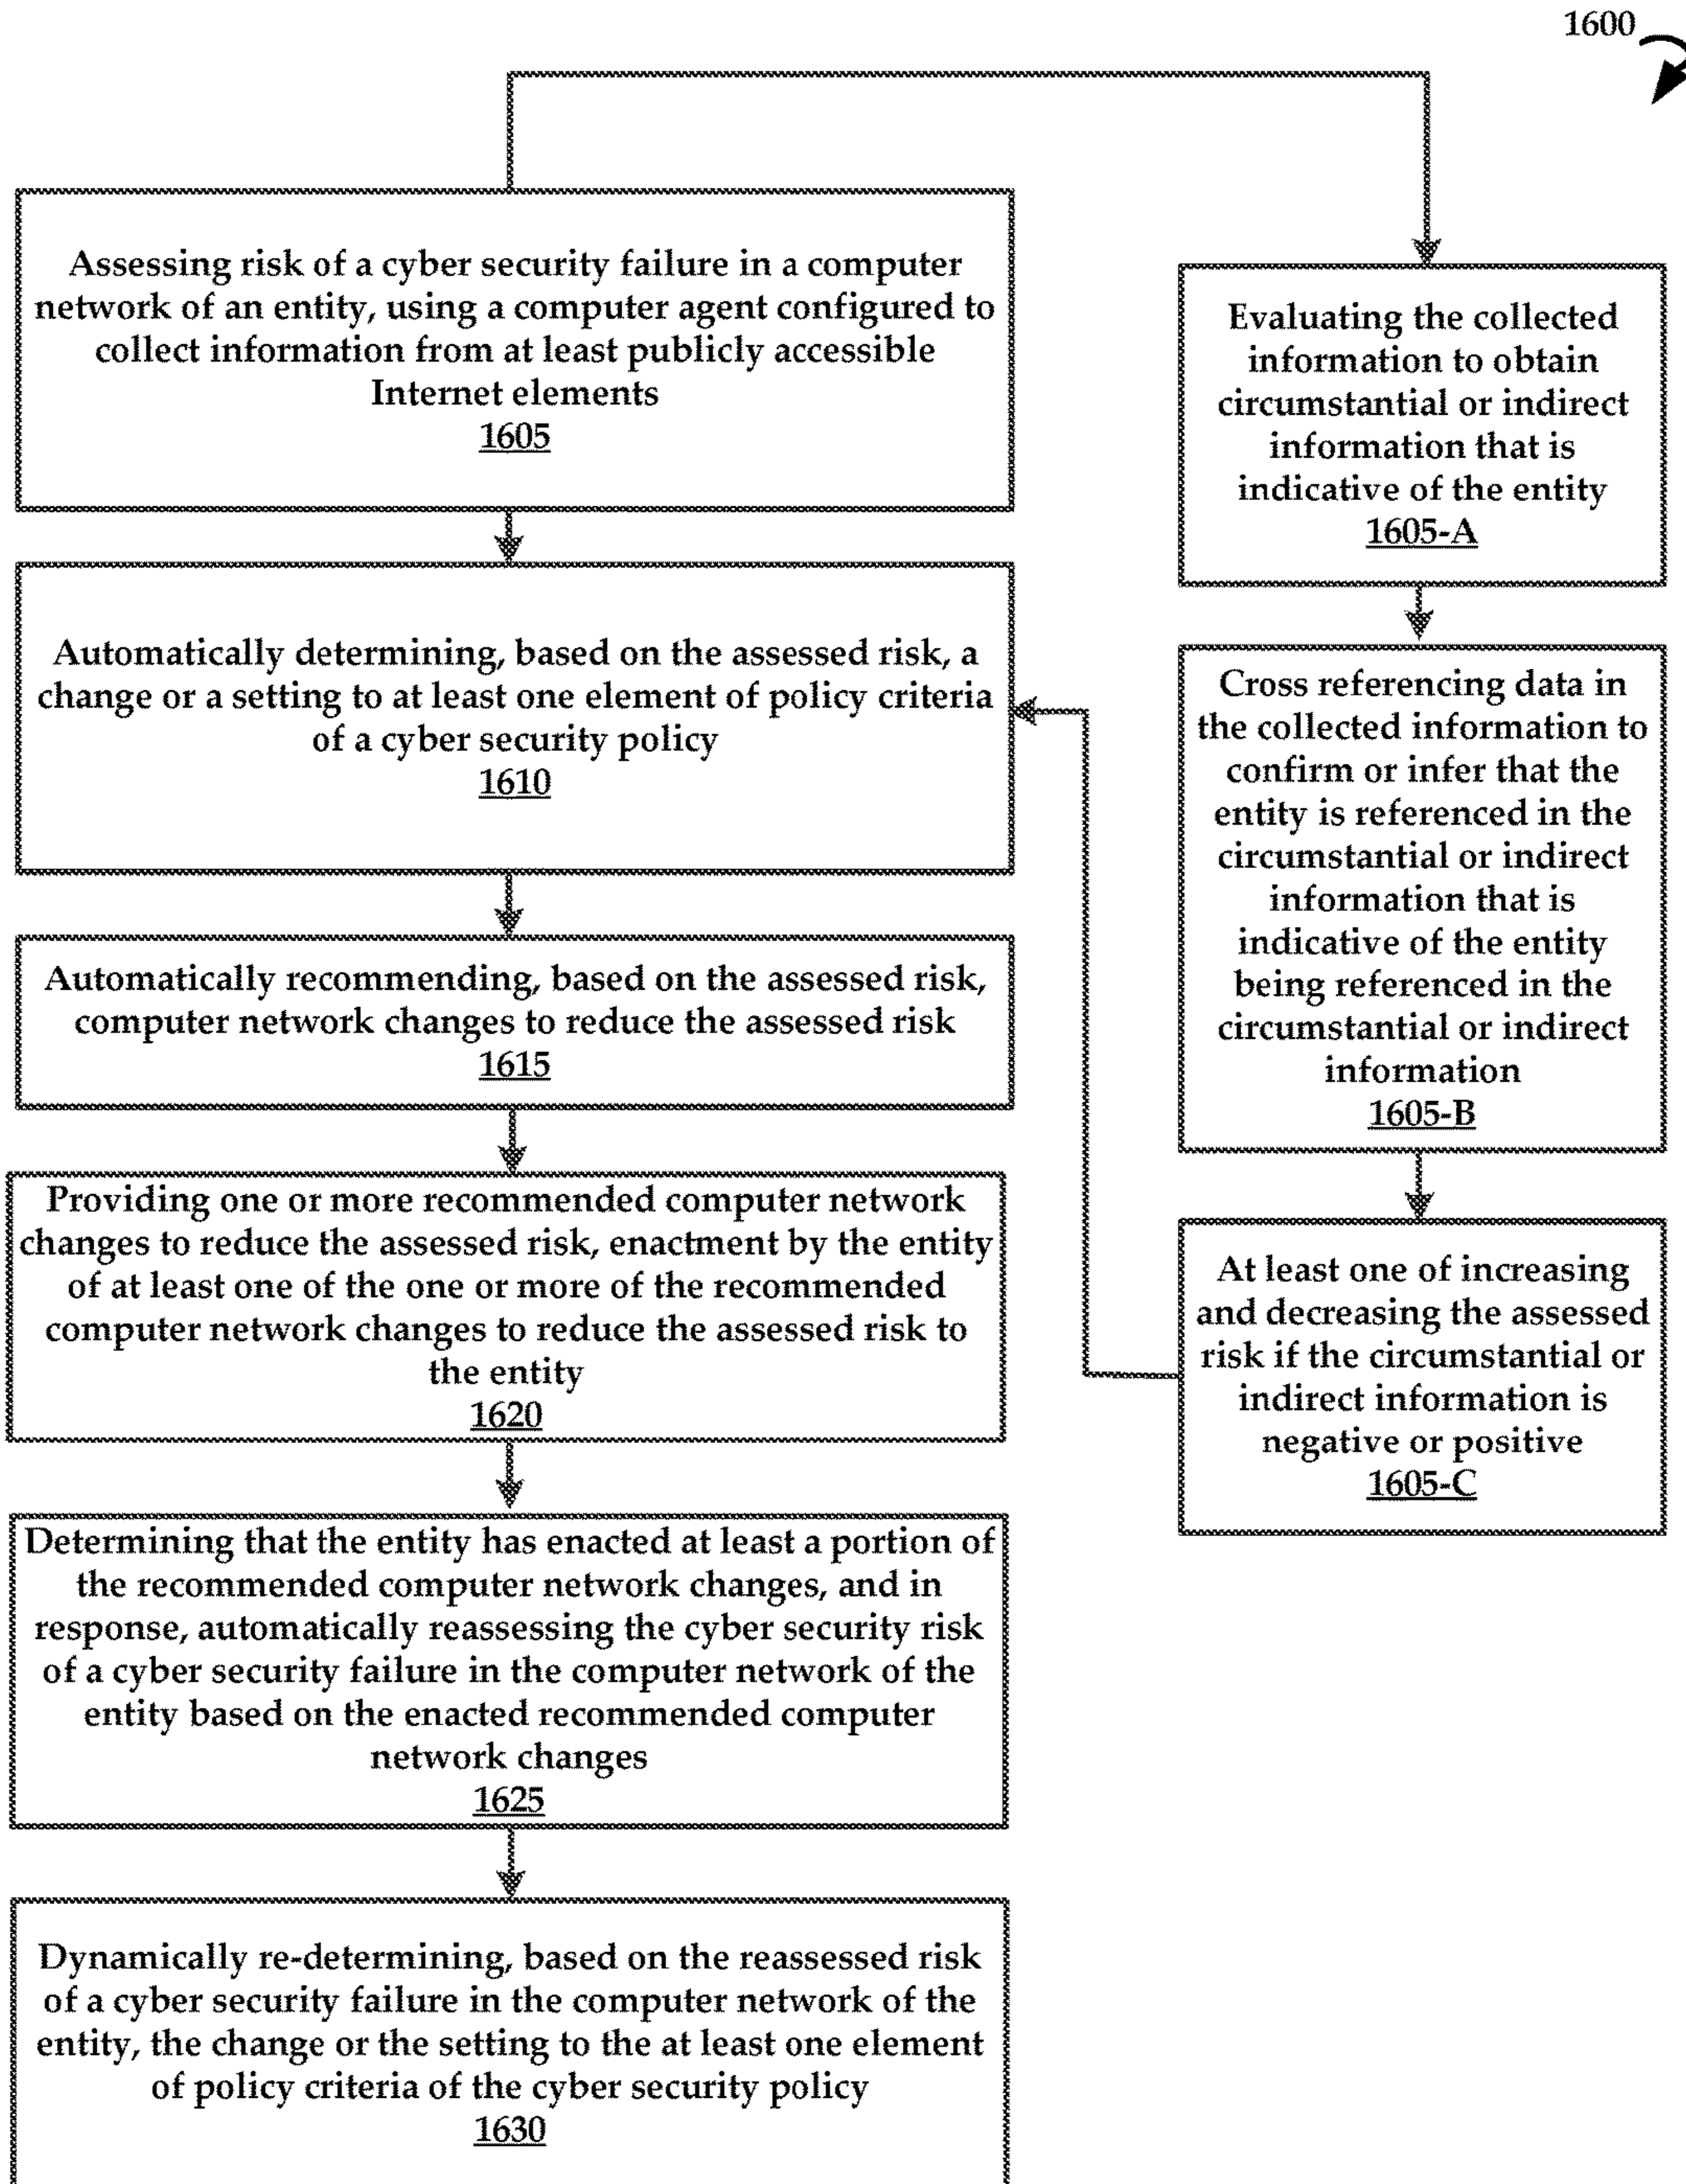 1600
Assessing risk of a cyber security failure in a computer
network of an entity, using a computer agent configured to
collect information from at least publicly accessible
Internet elements
1605
Automatically determining, based on the assessed risk, a
change or a setting to at least one element of policy criteria
of a cyber security policy
1610
Automatically recommending, based on the assessed risk,
computer network changes to reduce the assessed risk
1615
Providing one or more recommended computer network
changes to reduce the assessed risk, enactment by the entity
of at least one of the one or more of the recommended
computer network changes to reduce the assessed risk to
the entity
1620
Determining that the entity has enacted at least a portion of
the recommended computer network changes, and in
response, automatically reassessing the cyber security risk
of a cyber security failure in the computer network of the
entity based on the enacted recommended computer
network changes
1625
Dynamically re-determining, based on the reassessed risk
of a cyber security failure in the computer network of the
entity, the change or the setting to the at least one element
of policy criteria of the cyber security policy
1630
Evaluating the collected
information to obtain
circumstantial or indirect
information that is
indicative of the entity
1605-A
Cross referencing data in
the collected information to
confirm or infer that the
entity is referenced in the
circumstantial or indirect
information that is
indicative of the entity
being referenced in the
circumstantial or indirect
information
1605-B
At least one of increasing
and decreasing the assessed
risk if the circumstantial or
indirect information is
negative or positive
1605-C